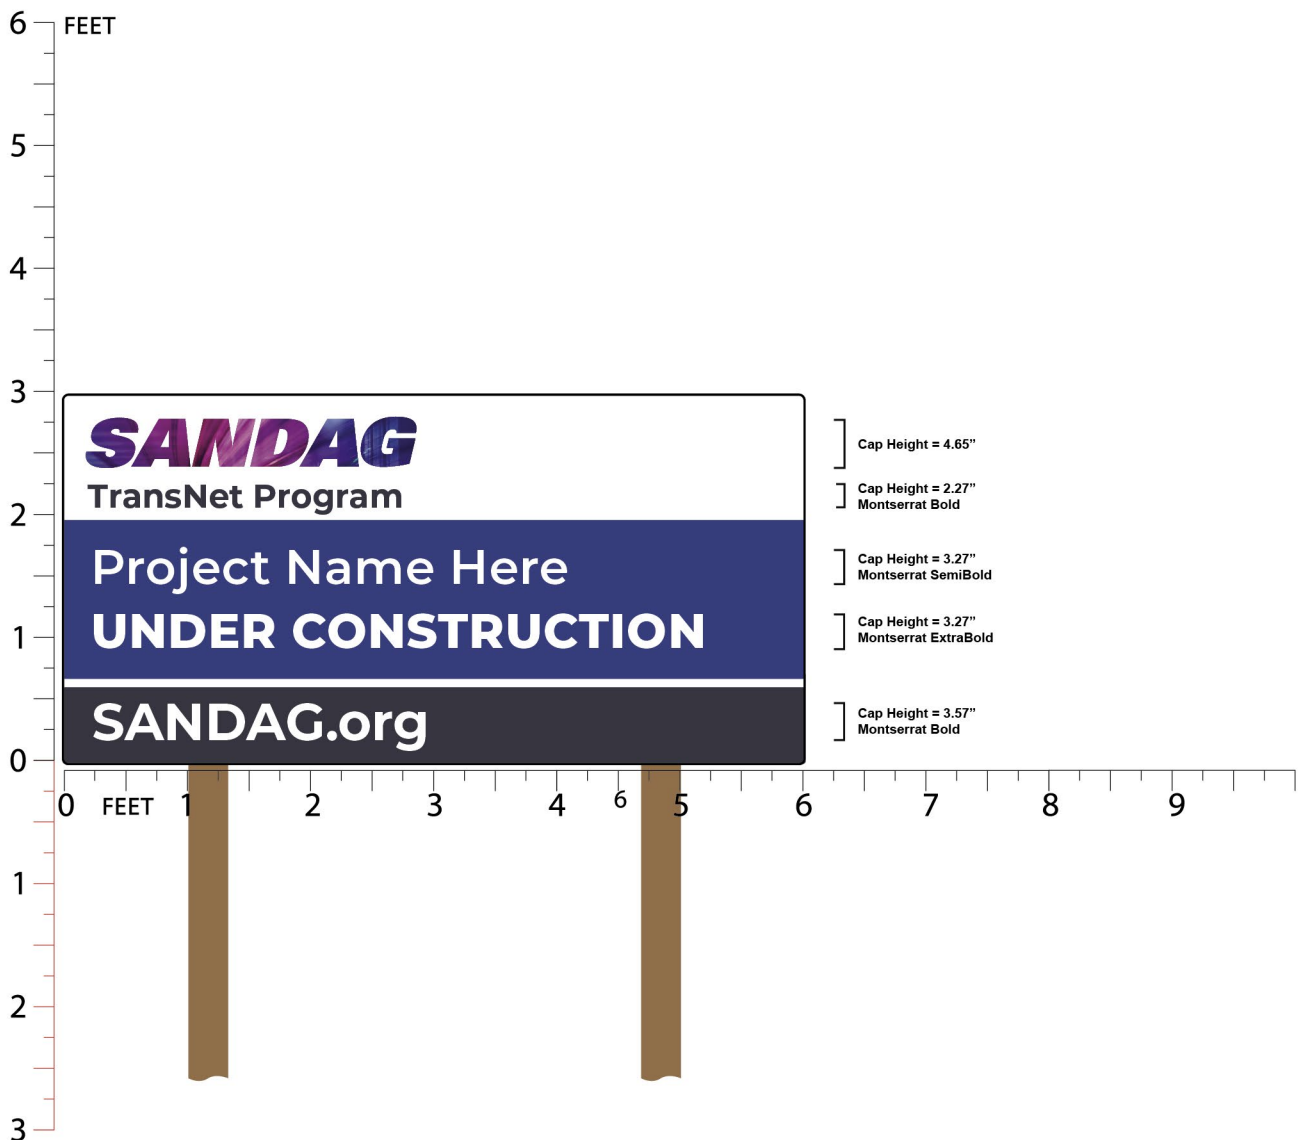 6 FEET
5
4
3
SANDAG
Cap Height = 4.65”
TransNet Program
Cap Height = 2.27”
Montserrat Bold
2
Project Name Here
Cap Height = 3.27”
Montserrat SemiBold
UNDER CONSTRUCTION
Cap Height = 3.27”
Montserrat ExtraBold
1
SANDAG.org
Cap Height = 3.57”
Montserrat Bold
0
0 FEET 1 2 3 4 6 5 6 7 8 9
1
2
3